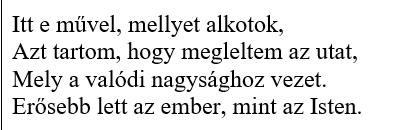 Itt e művel, mellyet alkotok,
Azt tartom, hogy megleltem az utat,
Mely a valódi nagysághoz vezet.
Erősebb lett az ember, mint az Isten.